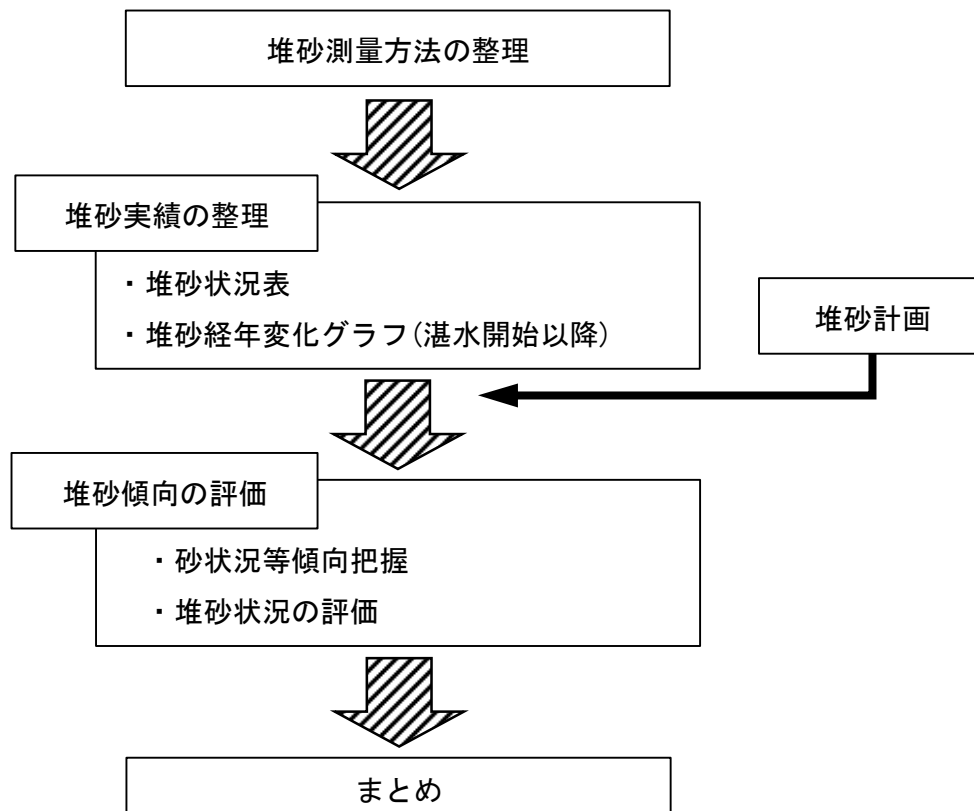 堆砂測量方法の整理
堆砂実績の整理
・堆砂状況表
・堆砂経年変化グラフ(湛水開始以降)
堆砂計画
堆砂傾向の評価
・砂状況等傾向把握
・堆砂状況の評価
まとめ